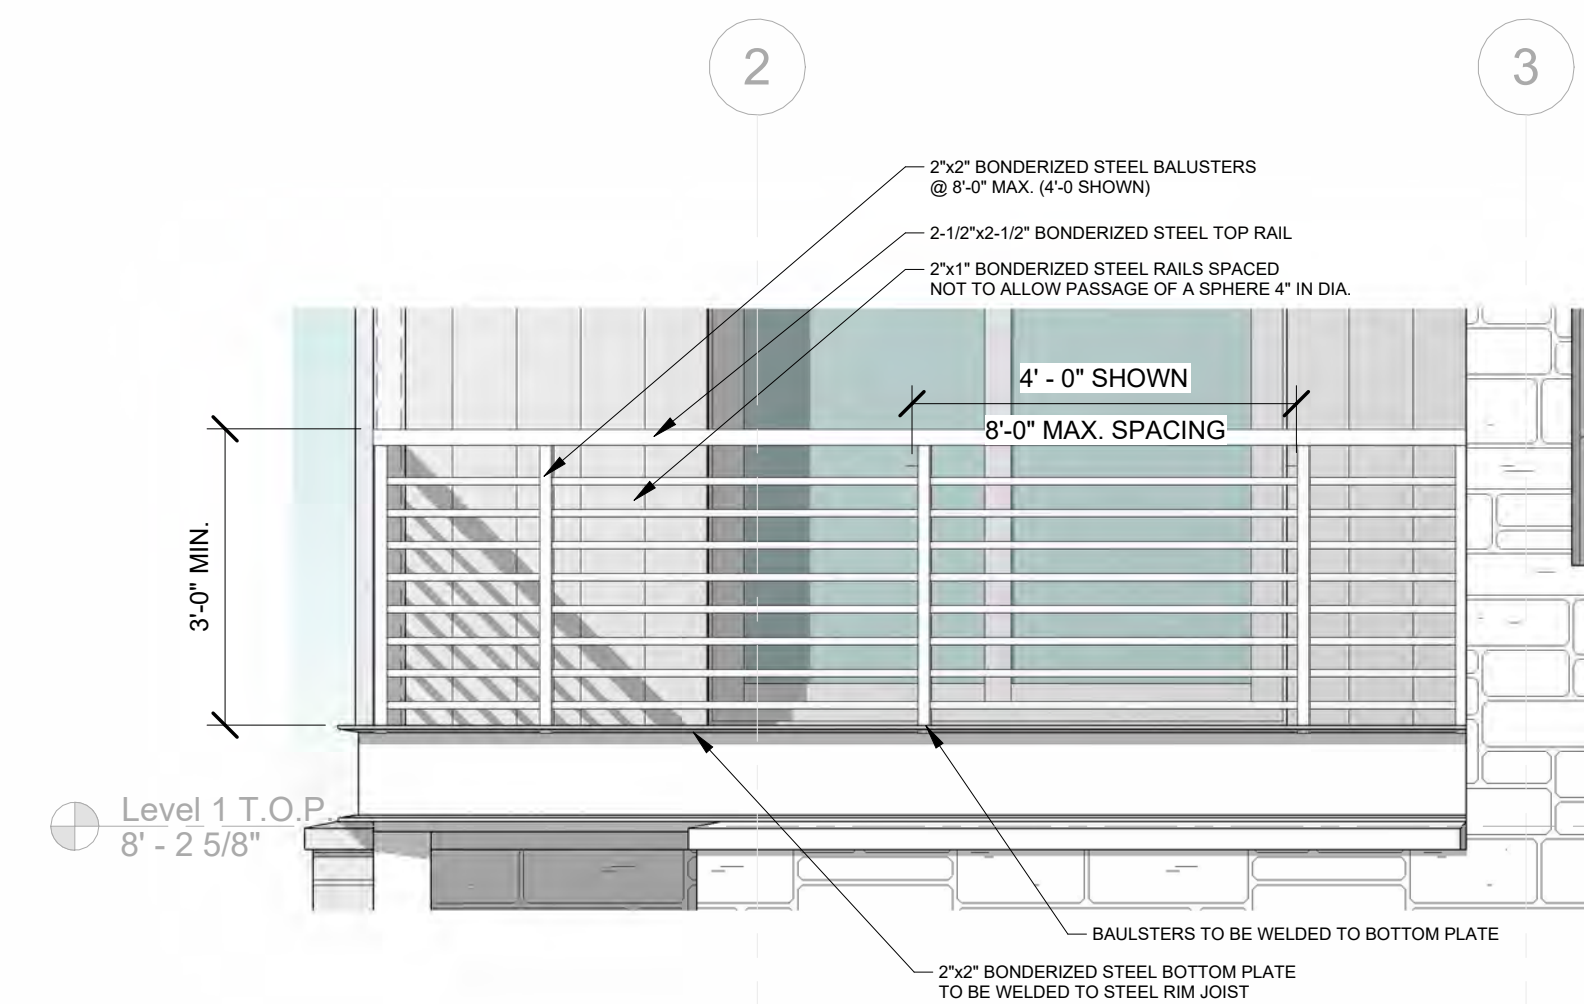 2
3
2"x2" BONDERIZED STEEL BALUSTERS
@ 8'-0" MAX. (4'-0 SHOWN)
2-1/2"x2-1/2" BONDERIZED STEEL TOP RAIL
2"x1" BONDERIZED STEEL RAILS SPACED
NOT TO ALLOW PASSAGE OF A SPHERE 4" IN DIA.
4' - 0" SHOWN
8'-0" MAX. SPACING
3'-0" MIN.
Level 1 T.O.P.
8' - 2 5/8"
BAULSTERS TO BE WELDED TO BOTTOM PLATE
2"x2" BONDERIZED STEEL BOTTOM PLATE
TO BE WELDED TO STEEL RIM JOIST